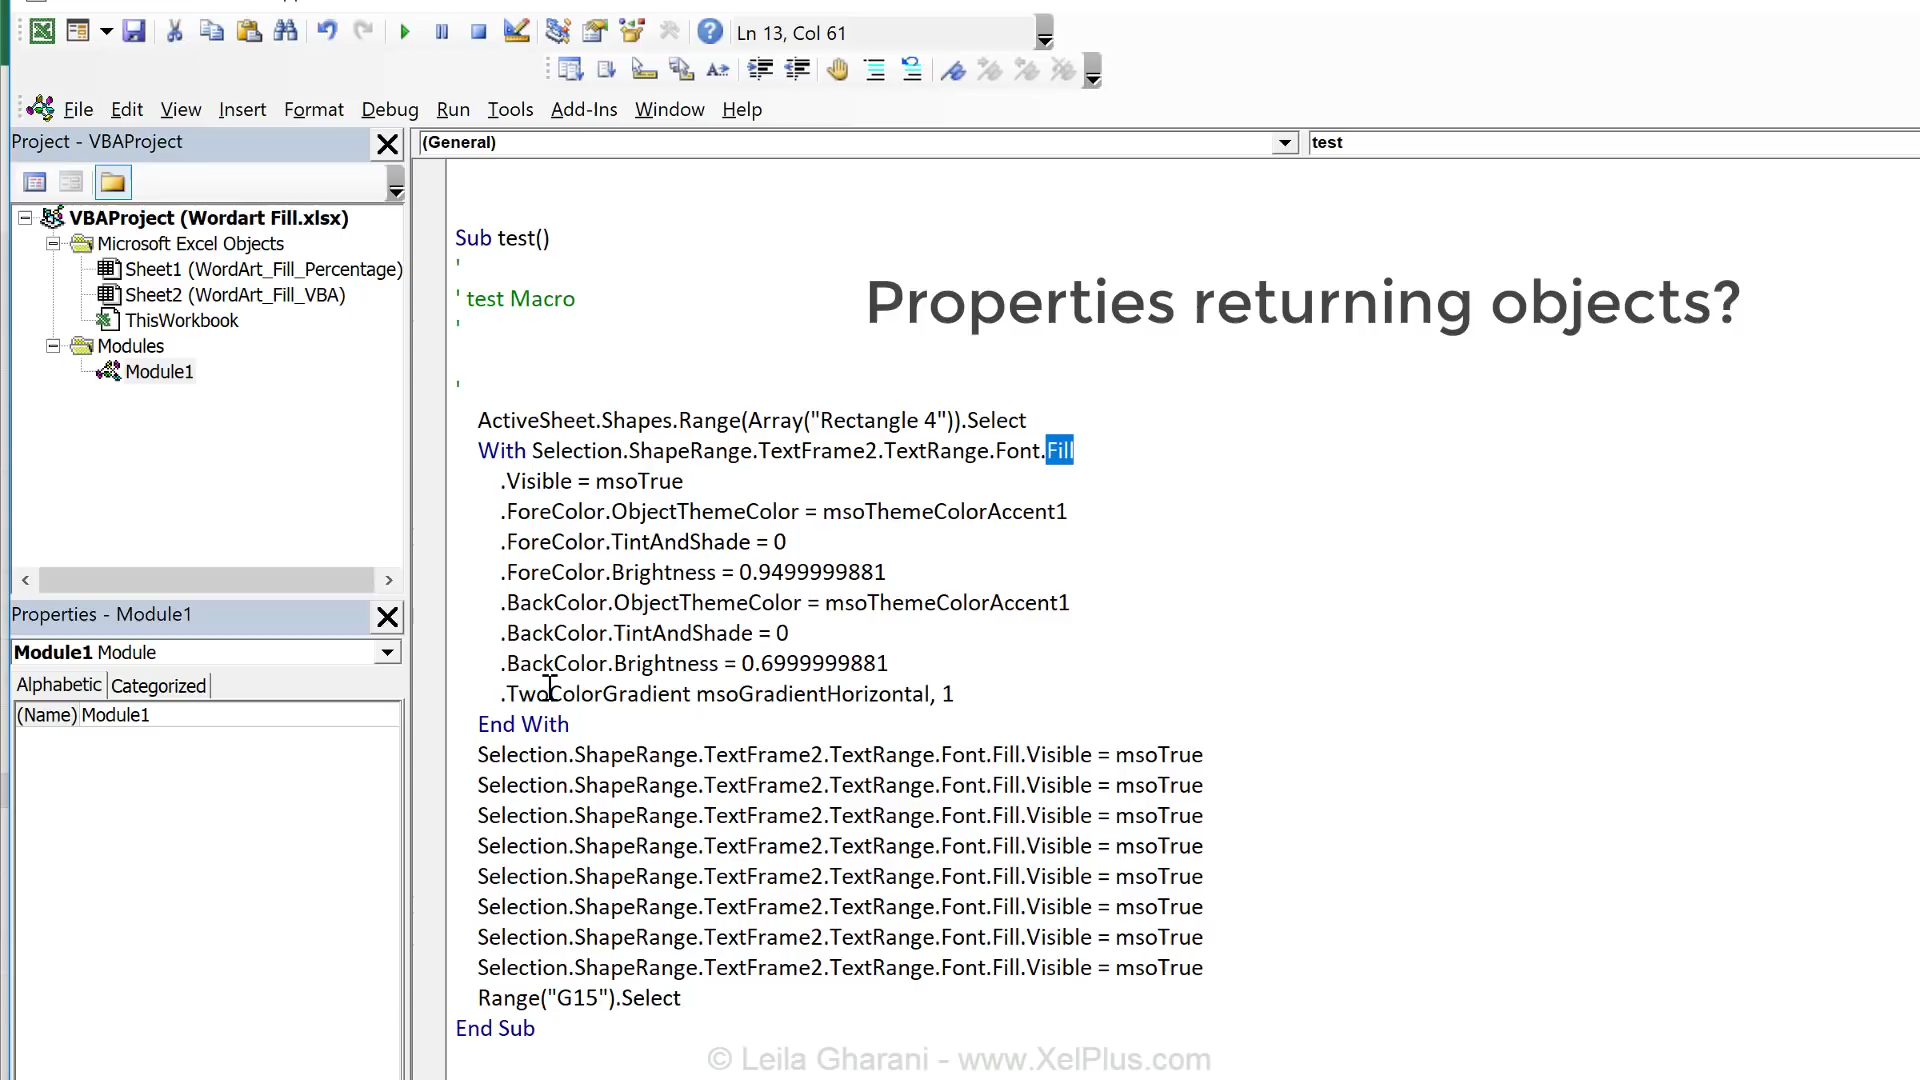 Ln 13, Col 61
File Edit View Insert Format Debug Run Tools Add-Ins Window Help
Project - VBAProject
(General)
test
VBAProject (Wordart Fill.xlsx)
Microsoft Excel Objects
Sheet1 (WordArt_Fill_Percentage)
Sheet2 (WordArt_Fill_VBA)
ThisWorkbook
Modules
Module1
Properties - Module1
Module1 Module
Alphabetic Categorized
(Name) Module1
Sub test()
'
' test Macro
'
Properties returning objects?
'
ActiveSheet.Shapes.Range(Array("Rectangle 4")).Select
With Selection.ShapeRange.TextFrame2.TextRange.Font.Fill
.Visible = msoTrue
.ForeColor.ObjectThemeColor = msoThemeColorAccent1
.ForeColor.TintAndShade = 0
.ForeColor.Brightness = 0.9499999881
.BackColor.ObjectThemeColor = msoThemeColorAccent1
.BackColor.TintAndShade = 0
.BackColor.Brightness = 0.6999999881
.TwoColorGradient msoGradientHorizontal, 1
End With
Selection.ShapeRange.TextFrame2.TextRange.Font.Fill.Visible = msoTrue
Selection.ShapeRange.TextFrame2.TextRange.Font.Fill.Visible = msoTrue
Selection.ShapeRange.TextFrame2.TextRange.Font.Fill.Visible = msoTrue
Selection.ShapeRange.TextFrame2.TextRange.Font.Fill.Visible = msoTrue
Selection.ShapeRange.TextFrame2.TextRange.Font.Fill.Visible = msoTrue
Selection.ShapeRange.TextFrame2.TextRange.Font.Fill.Visible = msoTrue
Selection.ShapeRange.TextFrame2.TextRange.Font.Fill.Visible = msoTrue
Selection.ShapeRange.TextFrame2.TextRange.Font.Fill.Visible = msoTrue
Range("G15").Select
End Sub
© Leila Gharani - www.XelPlus.com